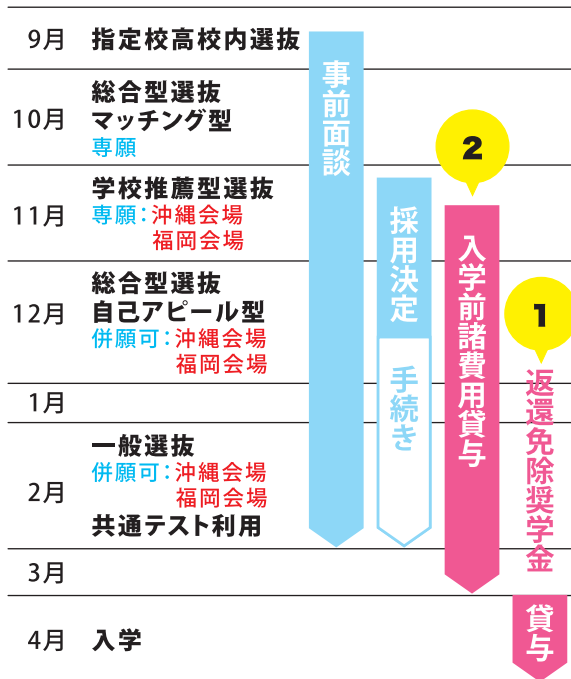 9月 指定校高校内選抜
10月 総合型選抜
マッチング型
専願
11月 学校推薦型選抜
専願：沖縄会場
福岡会場
12月 総合型選抜
自己アピール型
併願可：沖縄会場
福岡会場
1月
2月 一般選抜
併願可：沖縄会場
福岡会場
共通テスト利用
3月
4月 入学
事前面談
採用決定
手続き
2
入学前諸費用貸与
1
返還免除奨学金
貸与